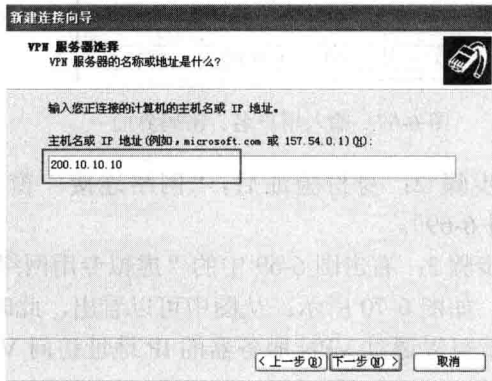 新建连接向导
VPN 服务器选择
VPN 服务器的名称或地址是什么?
输入您正连接的计算机的主机名或 IP 地址。
主机名或 IP 地址(例如，microsoft.com 或 157.54.0.1)(H):
200.10.10.10
< 上一步(B)
下一步(N) >
取消